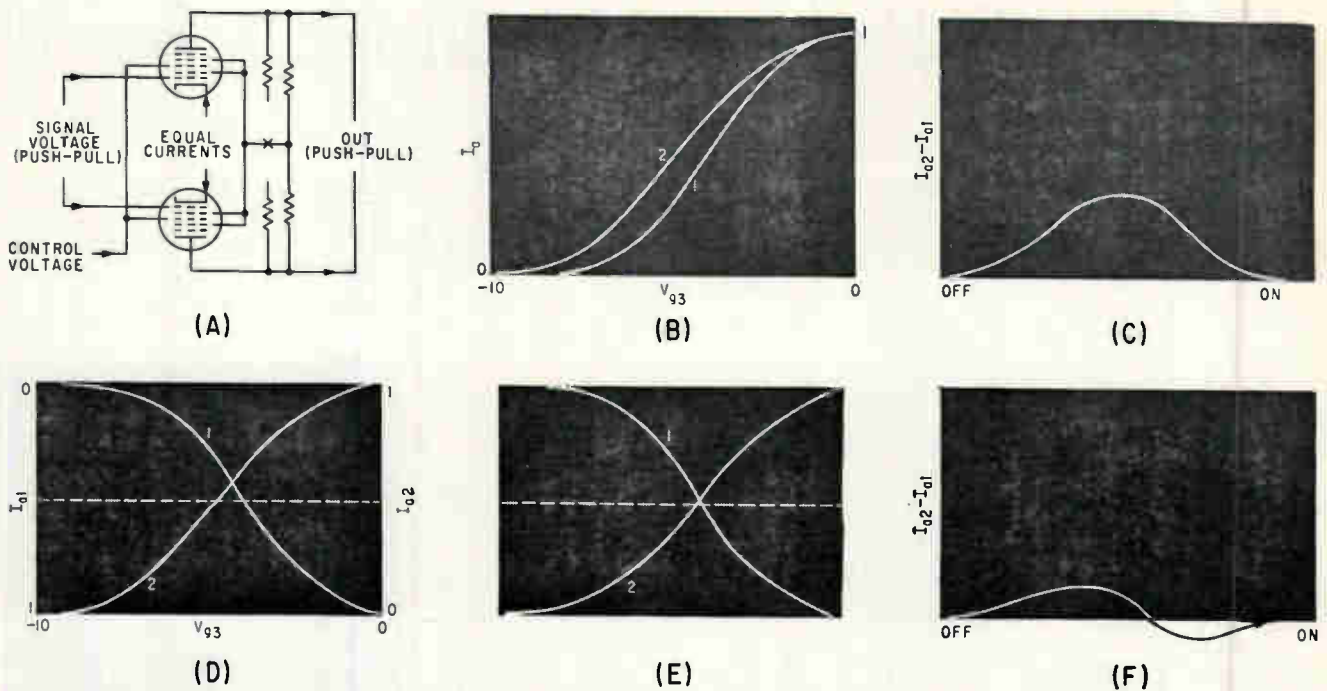 SIGNAL
VOLTAGE
(PUSH-PULL)
EQUAL
CURRENTS
OUT
(PUSH-PULL)
CONTROL
VOLTAGE
(A)
Ia
2
1
1
0
-10
Vg3
0
(B)
Ia2-Ia1
OFF
ON
(C)
0
1
1
Ia1
Ia2
2
1
0
-10
Vg3
0
(D)
1
2
(E)
Ia2-Ia1
OFF
ON
(F)